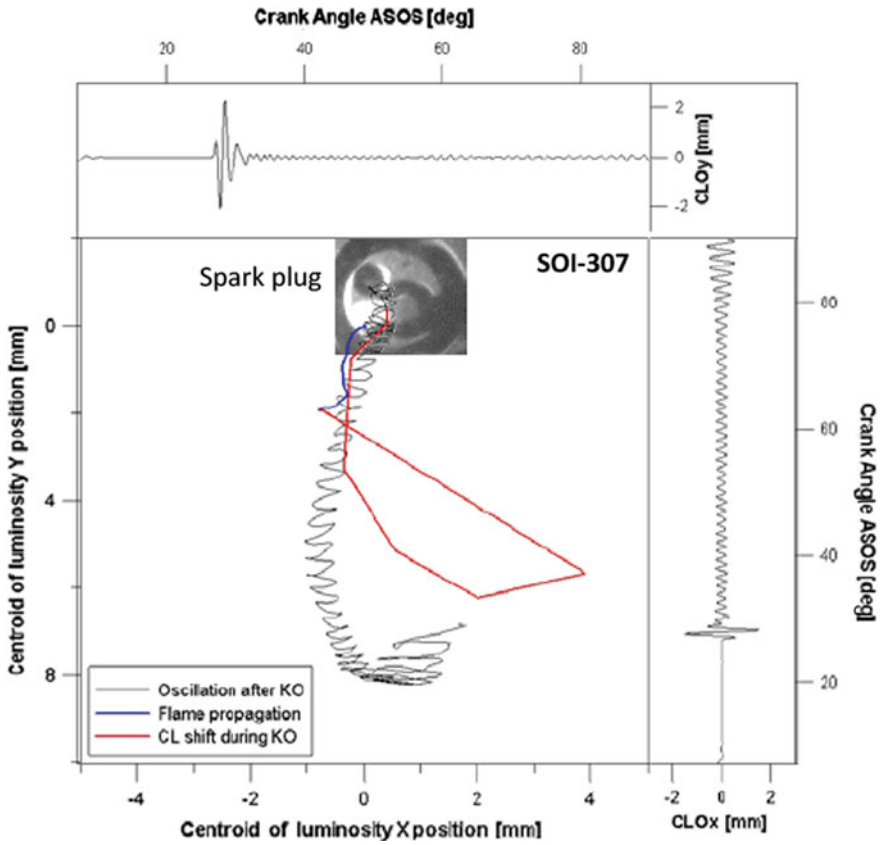 Crank Angle ASOS [deg]
20 40 60 80
2
0
-2
CLOy [mm]
Spark plug
SOI-307
0
4
8
Centroid of luminosity Y position [mm]
80
60
40
20
Crank Angle ASOS [deg]
Oscillation after KO
Flame propagation
CL shift during KO
-4 -2 0 2 4
Centroid of luminosity X position [mm]
-2 0 2
CLOx [mm]